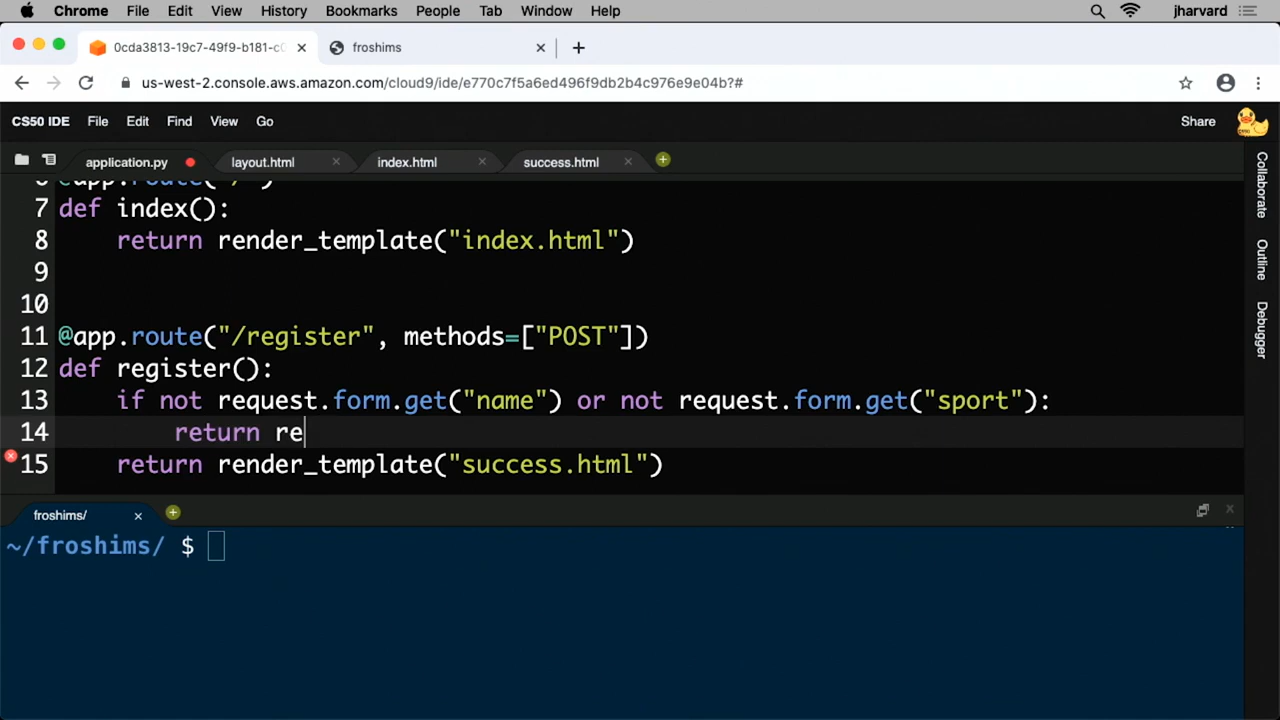 Chrome File Edit View History Bookmarks People Tab Window Help jharvard
0cda3813-19c7-49f9-b181-c froshims
us-west-2.console.aws.amazon.com/cloud9/ide/e770c7f5a6ed496f9db2b4c976e9e04b?#
CS50 IDE File Edit Find View Go Share
application.py layout.html index.html success.html
6 @app.route("/")
7 def index():
8 return render_template("index.html")
9
10
11 @app.route("/register", methods=["POST"])
12 def register():
13 if not request.form.get("name") or not request.form.get("sport"):
14 return re
15 return render_template("success.html")
froshims/
~/froshims/ $
Collaborate
Outline
Debugger